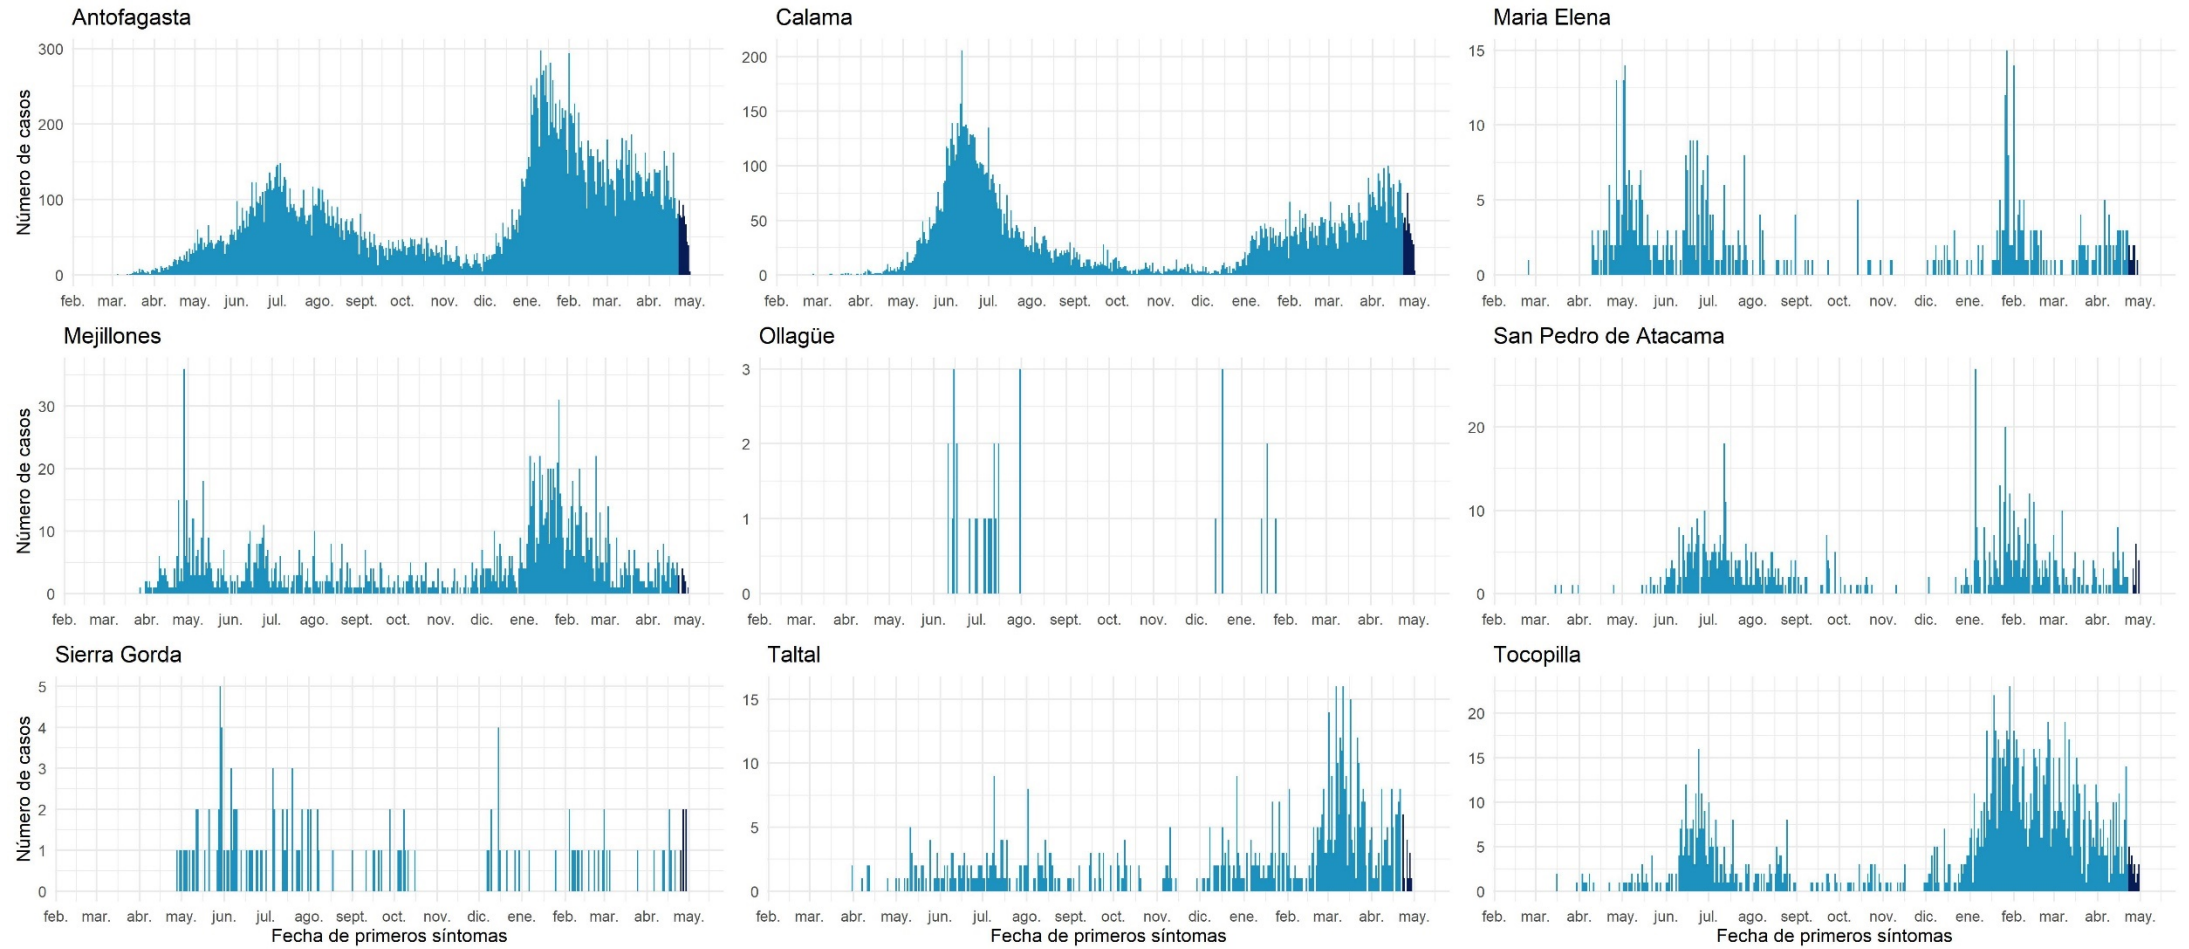 Antofagasta
Calama
Maria Elena
Número de casos
300
200
100
0
200
150
100
50
0
15
10
5
0
feb. mar. abr. may. jun. jul. ago. sept. oct. nov. dic. ene. feb. mar. abr. may.
feb. mar. abr. may. jun. jul. ago. sept. oct. nov. dic. ene. feb. mar. abr. may.
feb. mar. abr. may. jun. jul. ago. sept. oct. nov. dic. ene. feb. mar. abr. may.
Mejillones
Ollagüe
San Pedro de Atacama
Número de casos
30
20
10
0
3
2
1
0
20
10
0
feb. mar. abr. may. jun. jul. ago. sept. oct. nov. dic. ene. feb. mar. abr. may.
feb. mar. abr. may. jun. jul. ago. sept. oct. nov. dic. ene. feb. mar. abr. may.
feb. mar. abr. may. jun. jul. ago. sept. oct. nov. dic. ene. feb. mar. abr. may.
Sierra Gorda
Taltal
Tocopilla
Número de casos
5
4
3
2
1
0
15
10
5
0
20
15
10
5
0
feb. mar. abr. may. jun. jul. ago. sept. oct. nov. dic. ene. feb. mar. abr. may.
feb. mar. abr. may. jun. jul. ago. sept. oct. nov. dic. ene. feb. mar. abr. may.
feb. mar. abr. may. jun. jul. ago. sept. oct. nov. dic. ene. feb. mar. abr. may.
Fecha de primeros síntomas
Fecha de primeros síntomas
Fecha de primeros síntomas